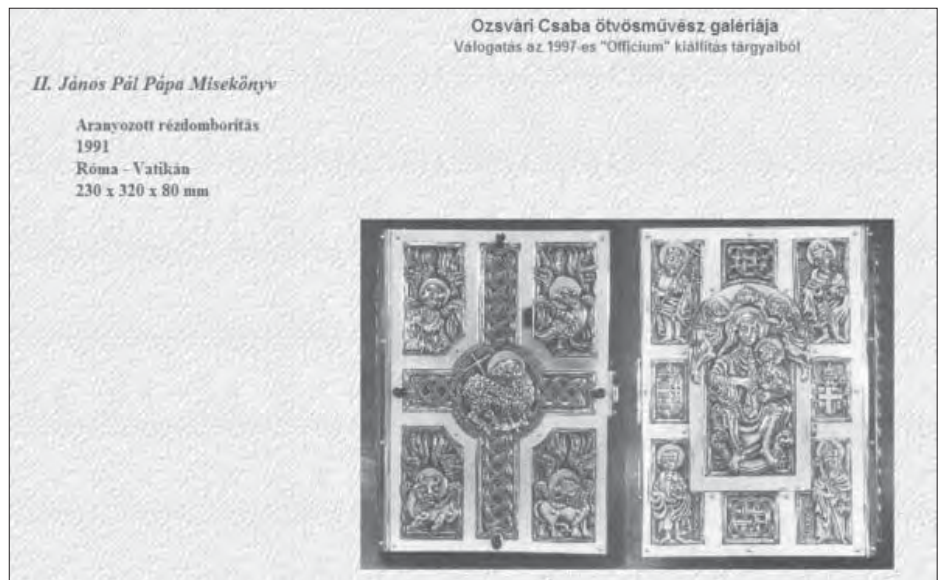 Ozsvári Csaba ötvösművész galériája
Válogatás az 1997-es "Officium" kiállítás tárgyaiból
II. János Pál Pápa Misekönyv
Aranyozott rézdomborítás
1991
Róma - Vatikán
230 x 320 x 80 mm